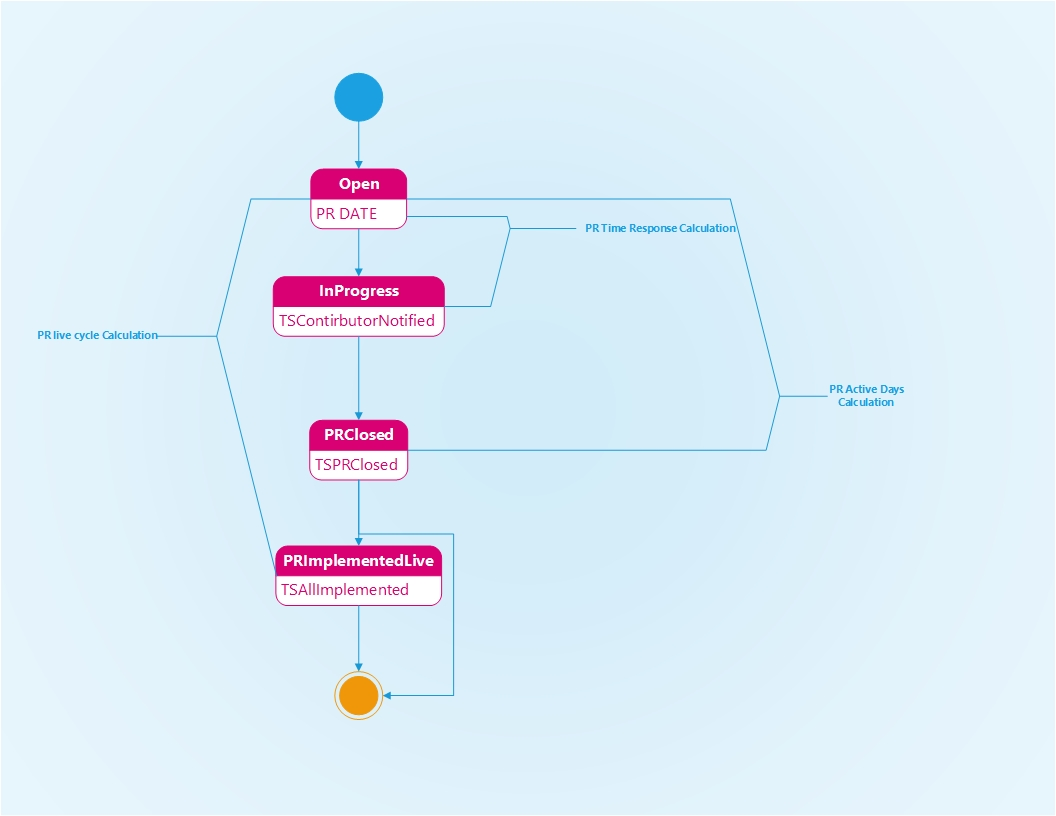 Open
PR DATE
PR Time Response Calculation
InProgress
TSContirbutorNotified
PR live cycle Calculation
PR Active Days
Calculation
PRClosed
TSPRClosed
PRImplementedLive
TSAllImplemented